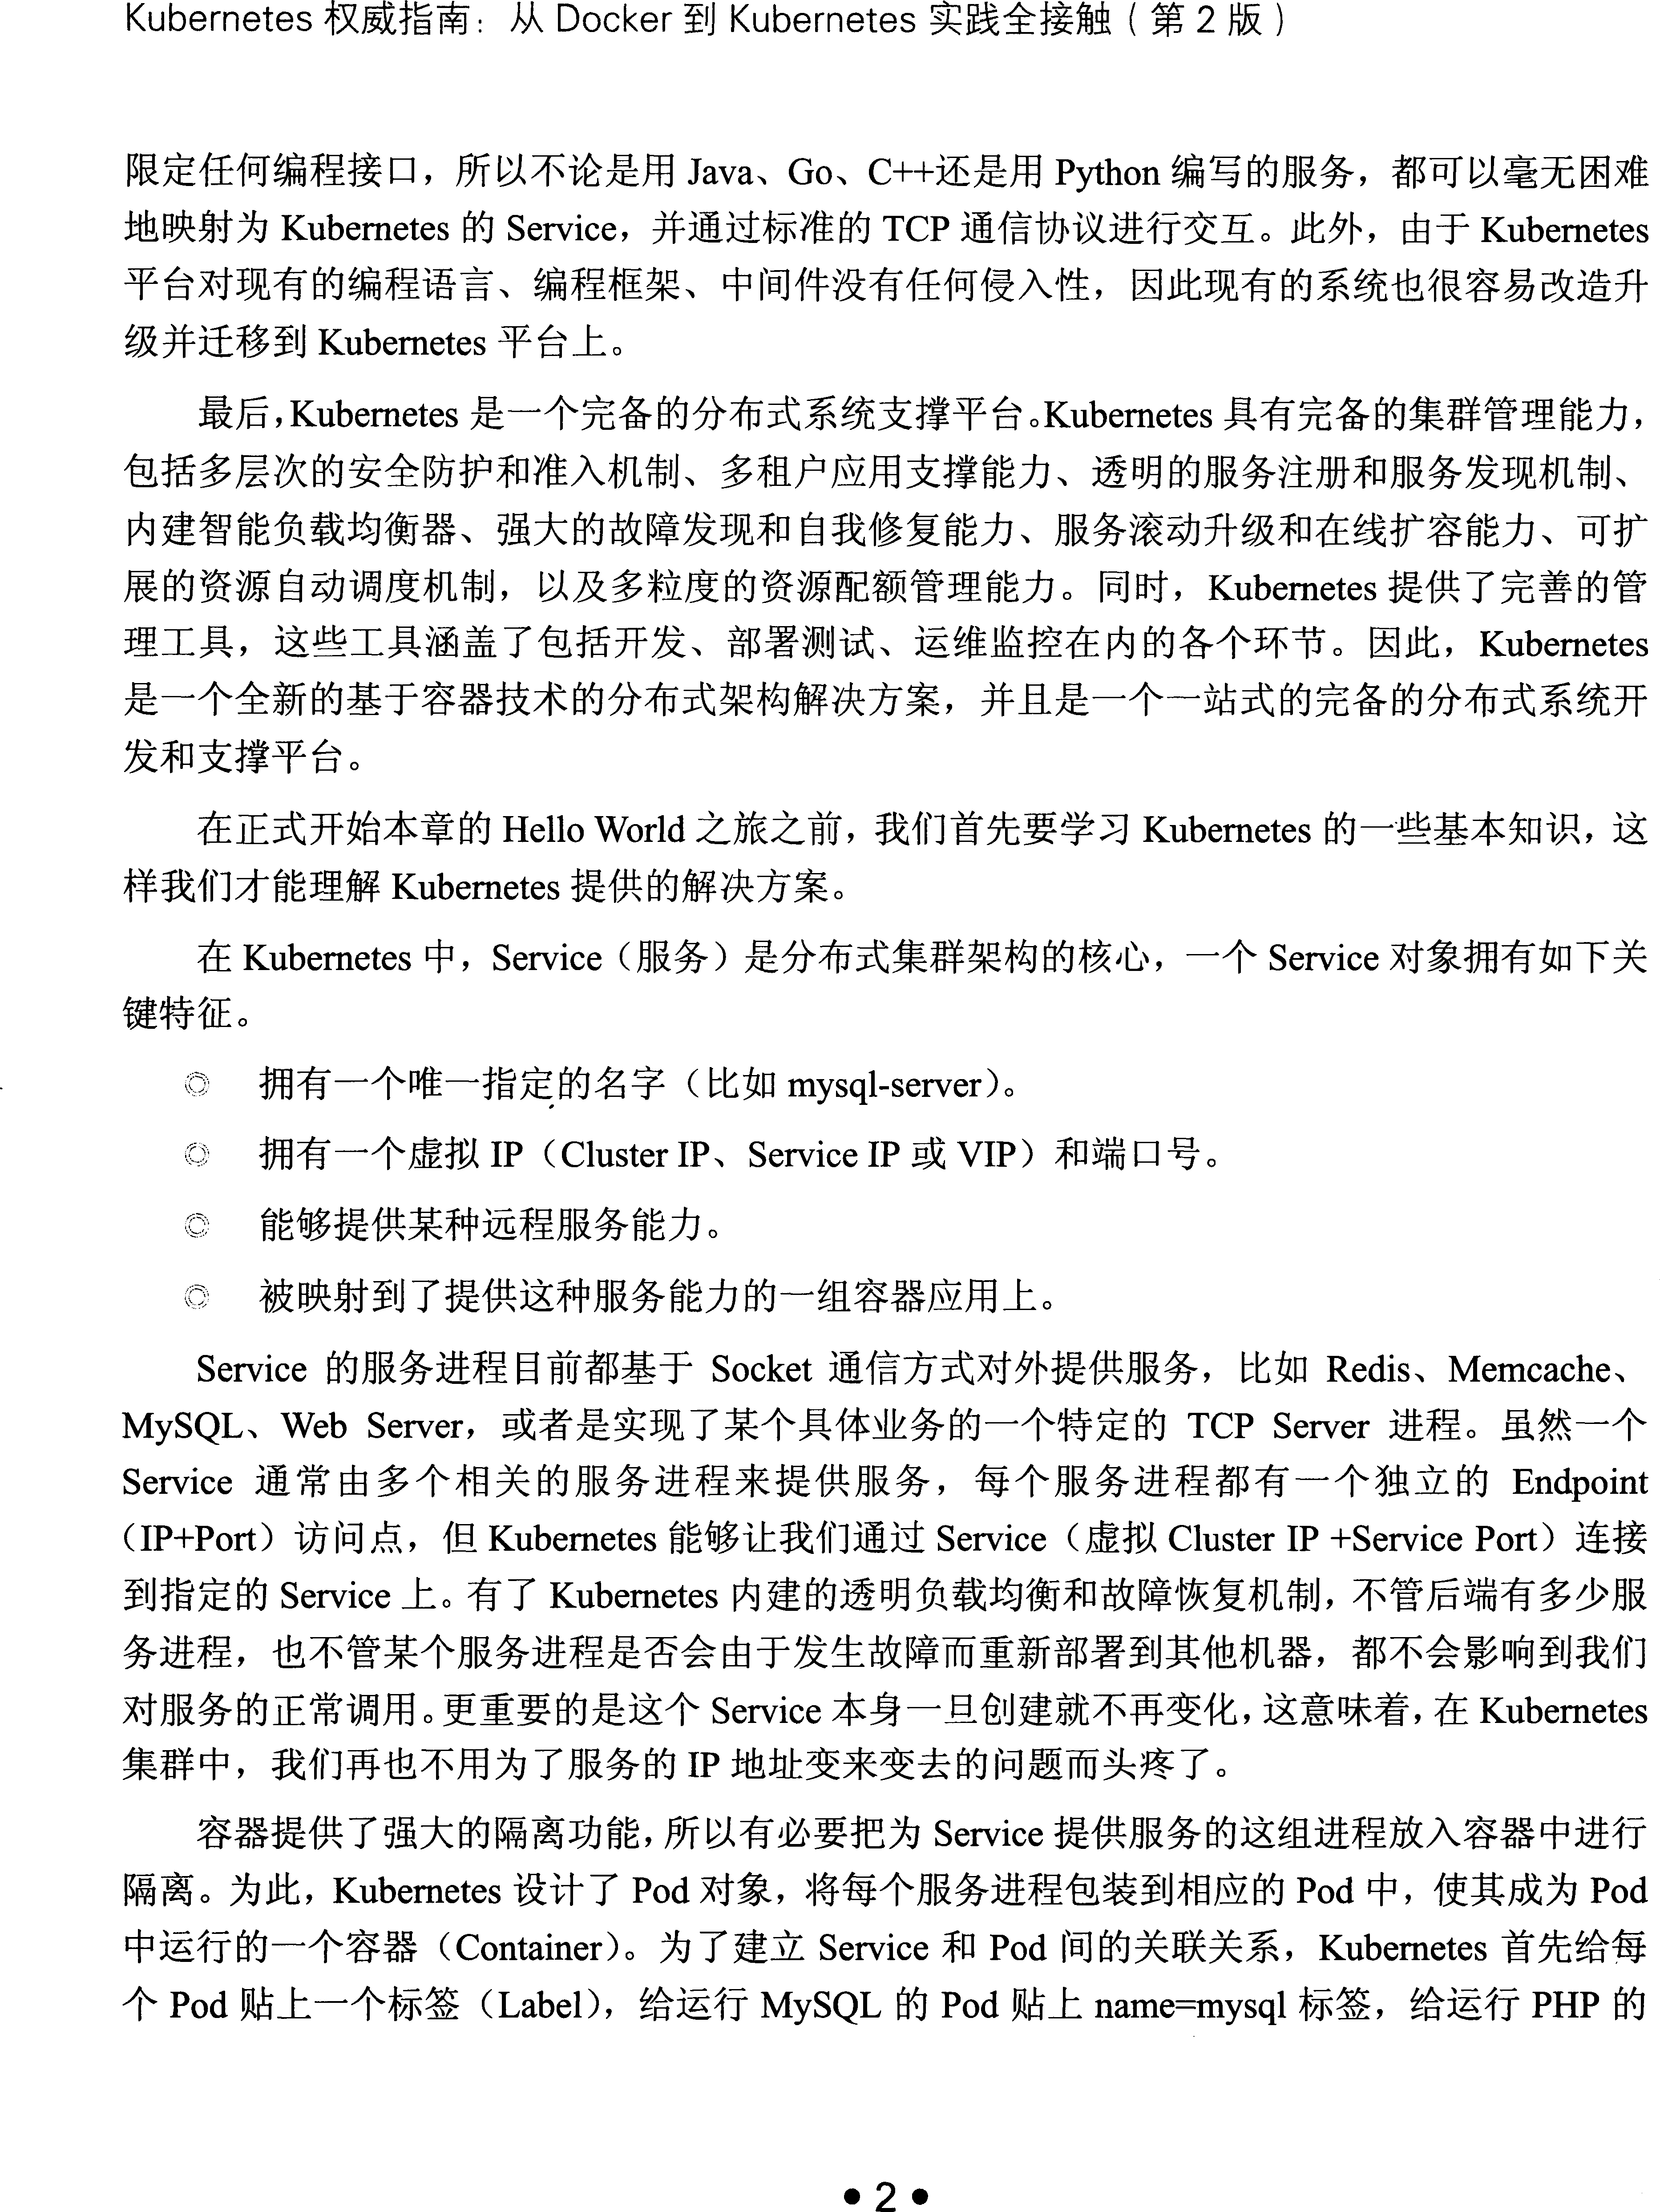 Kubernetes 权威指南：从 Docker 到 Kubernetes 实践全接触（第 2 版）
限定任何编程接口，所以不论是用 Java、Go、C++还是用 Python 编写的服务，都可以毫无困难
地映射为 Kubernetes 的 Service，并通过标准的 TCP 通信协议进行交互。此外，由于 Kubernetes
平台对现有的编程语言、编程框架、中间件没有任何侵入性，因此现有的系统也很容易改造升
级并迁移到 Kubernetes 平台上。
最后，Kubernetes 是一个完备的分布式系统支撑平台。Kubernetes 具有完备的集群管理能力，
包括多层次的安全防护和准入机制、多租户应用支撑能力、透明的服务注册和服务发现机制、
内建智能负载均衡器、强大的故障发现和自我修复能力、服务滚动升级和在线扩容能力、可扩
展的资源自动调度机制，以及多粒度的资源配额管理能力。同时，Kubernetes 提供了完善的管
理工具，这些工具涵盖了包括开发、部署测试、运维监控在内的各个环节。因此，Kubernetes
是一个全新的基于容器技术的分布式架构解决方案，并且是一个一站式的完备的分布式系统开
发和支撑平台。
在正式开始本章的 Hello World 之旅之前，我们首先要学习 Kubernetes 的一些基本知识，这
样我们才能理解 Kubernetes 提供的解决方案。
在 Kubernetes 中，Service（服务）是分布式集群架构的核心，一个 Service 对象拥有如下关
键特征。
◎ 拥有一个唯一指定的名字（比如 mysql-server）。
◎ 拥有一个虚拟 IP（Cluster IP、Service IP 或 VIP）和端口号。
◎ 能够提供某种远程服务能力。
◎ 被映射到了提供这种服务能力的一组容器应用上。
Service 的服务进程目前都基于 Socket 通信方式对外提供服务，比如 Redis、Memcache、
MySQL、Web Server，或者是实现了某个具体业务的一个特定的 TCP Server 进程。虽然一个
Service 通常由多个相关的服务进程来提供服务，每个服务进程都有一个独立的 Endpoint
（IP+Port）访问点，但 Kubernetes 能够让我们通过 Service（虚拟 Cluster IP +Service Port）连接
到指定的 Service 上。有了 Kubernetes 内建的透明负载均衡和故障恢复机制，不管后端有多少服
务进程，也不管某个服务进程是否会由于发生故障而重新部署到其他机器，都不会影响到我们
对服务的正常调用。更重要的是这个 Service 本身一旦创建就不再变化，这意味着，在 Kubernetes
集群中，我们再也不用为了服务的 IP 地址变来变去的问题而头疼了。
容器提供了强大的隔离功能，所以有必要把为 Service 提供服务的这组进程放入容器中进行
隔离。为此，Kubernetes 设计了 Pod 对象，将每个服务进程包装到相应的 Pod 中，使其成为 Pod
中运行的一个容器（Container）。为了建立 Service 和 Pod 间的关联关系，Kubernetes 首先给每
个 Pod 贴上一个标签（Label），给运行 MySQL 的 Pod 贴上 name=mysql 标签，给运行 PHP 的
• 2 •